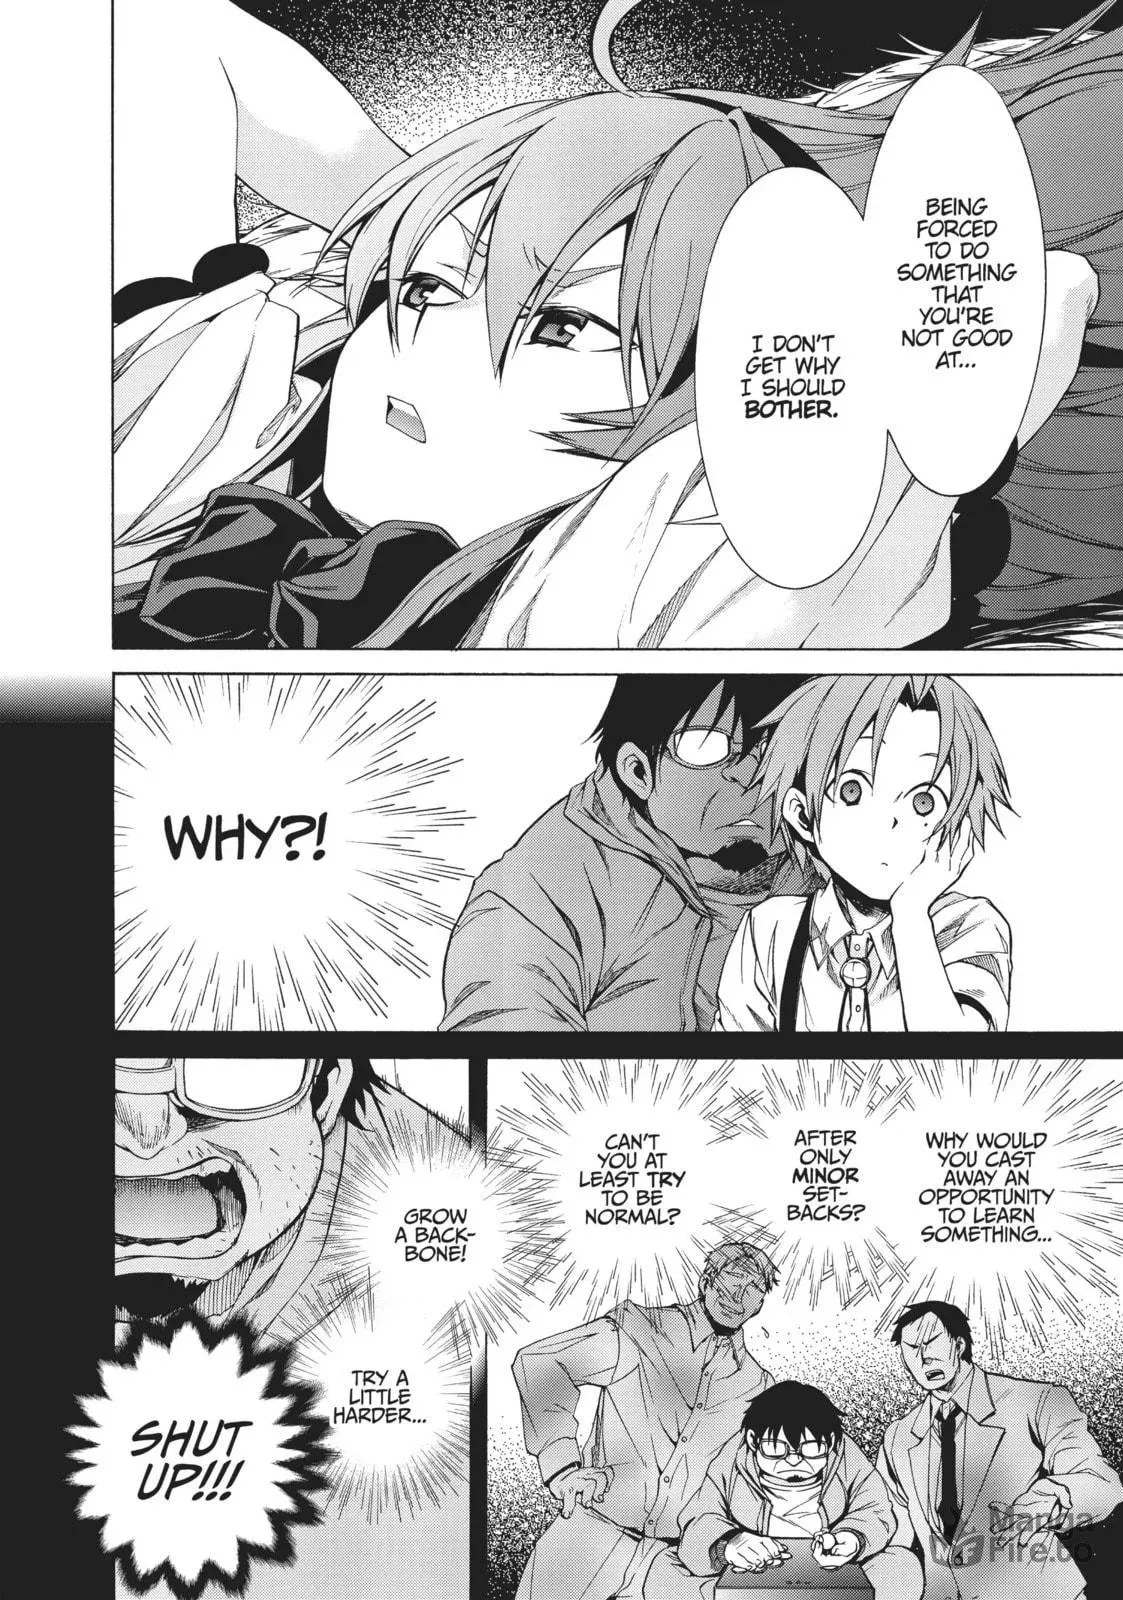 BEING
FORCED
TO DO
SOMETHING
THAT
YOU'RE
NOT GOOD
AT...
I DON'T
GET WHY
I SHOULD
BOTHER.
WHY?!
WHY WOULD
YOU CAST
AWAY AN
OPPORTUNITY
TO LEARN
SOMETHING...
AFTER
ONLY
MINOR
SET-
BACKS?
CAN'T
YOU AT
LEAST TRY
TO BE
NORMAL?
GROW
A BACK-
BONE!
TRY A
LITTLE
HARDER...
SHUT
UP!!!
Manga
Fire.to